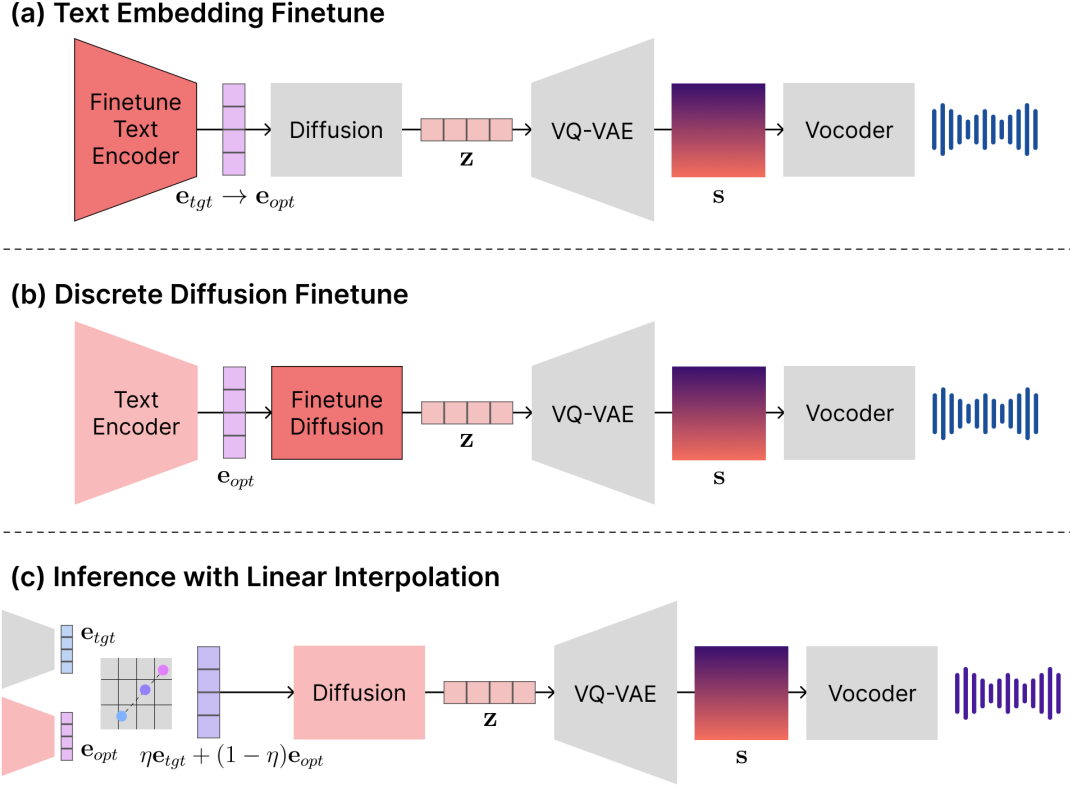 (a) Text Embedding Finetune
Finetune
Text
Encoder
Diffusion
z
VQ-VAE
s
Vocoder
e_tgt → e_opt
(b) Discrete Diffusion Finetune
Text
Encoder
e_opt
Finetune
Diffusion
z
VQ-VAE
s
Vocoder
(c) Inference with Linear Interpolation
e_tgt
e_opt
ηe_tgt + (1 − η)e_opt
Diffusion
z
VQ-VAE
s
Vocoder